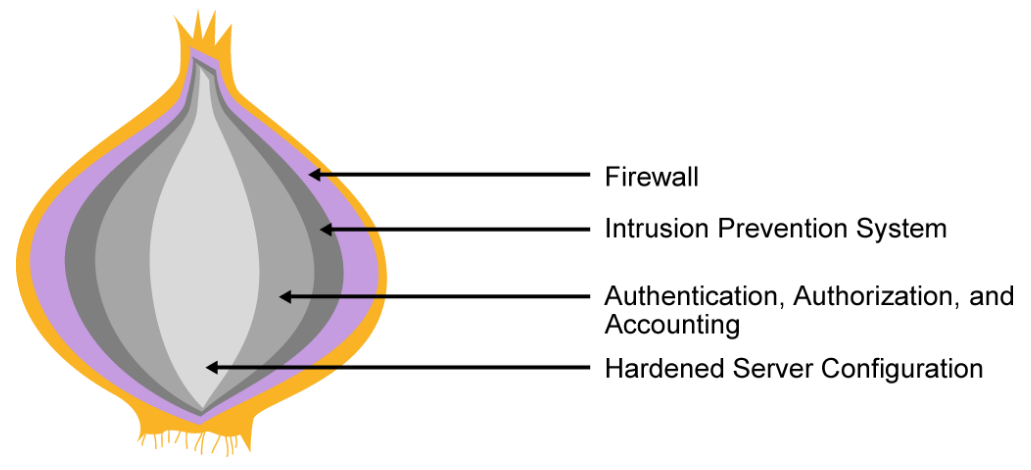 Firewall
Intrusion Prevention System
Authentication, Authorization, and
Accounting
Hardened Server Configuration